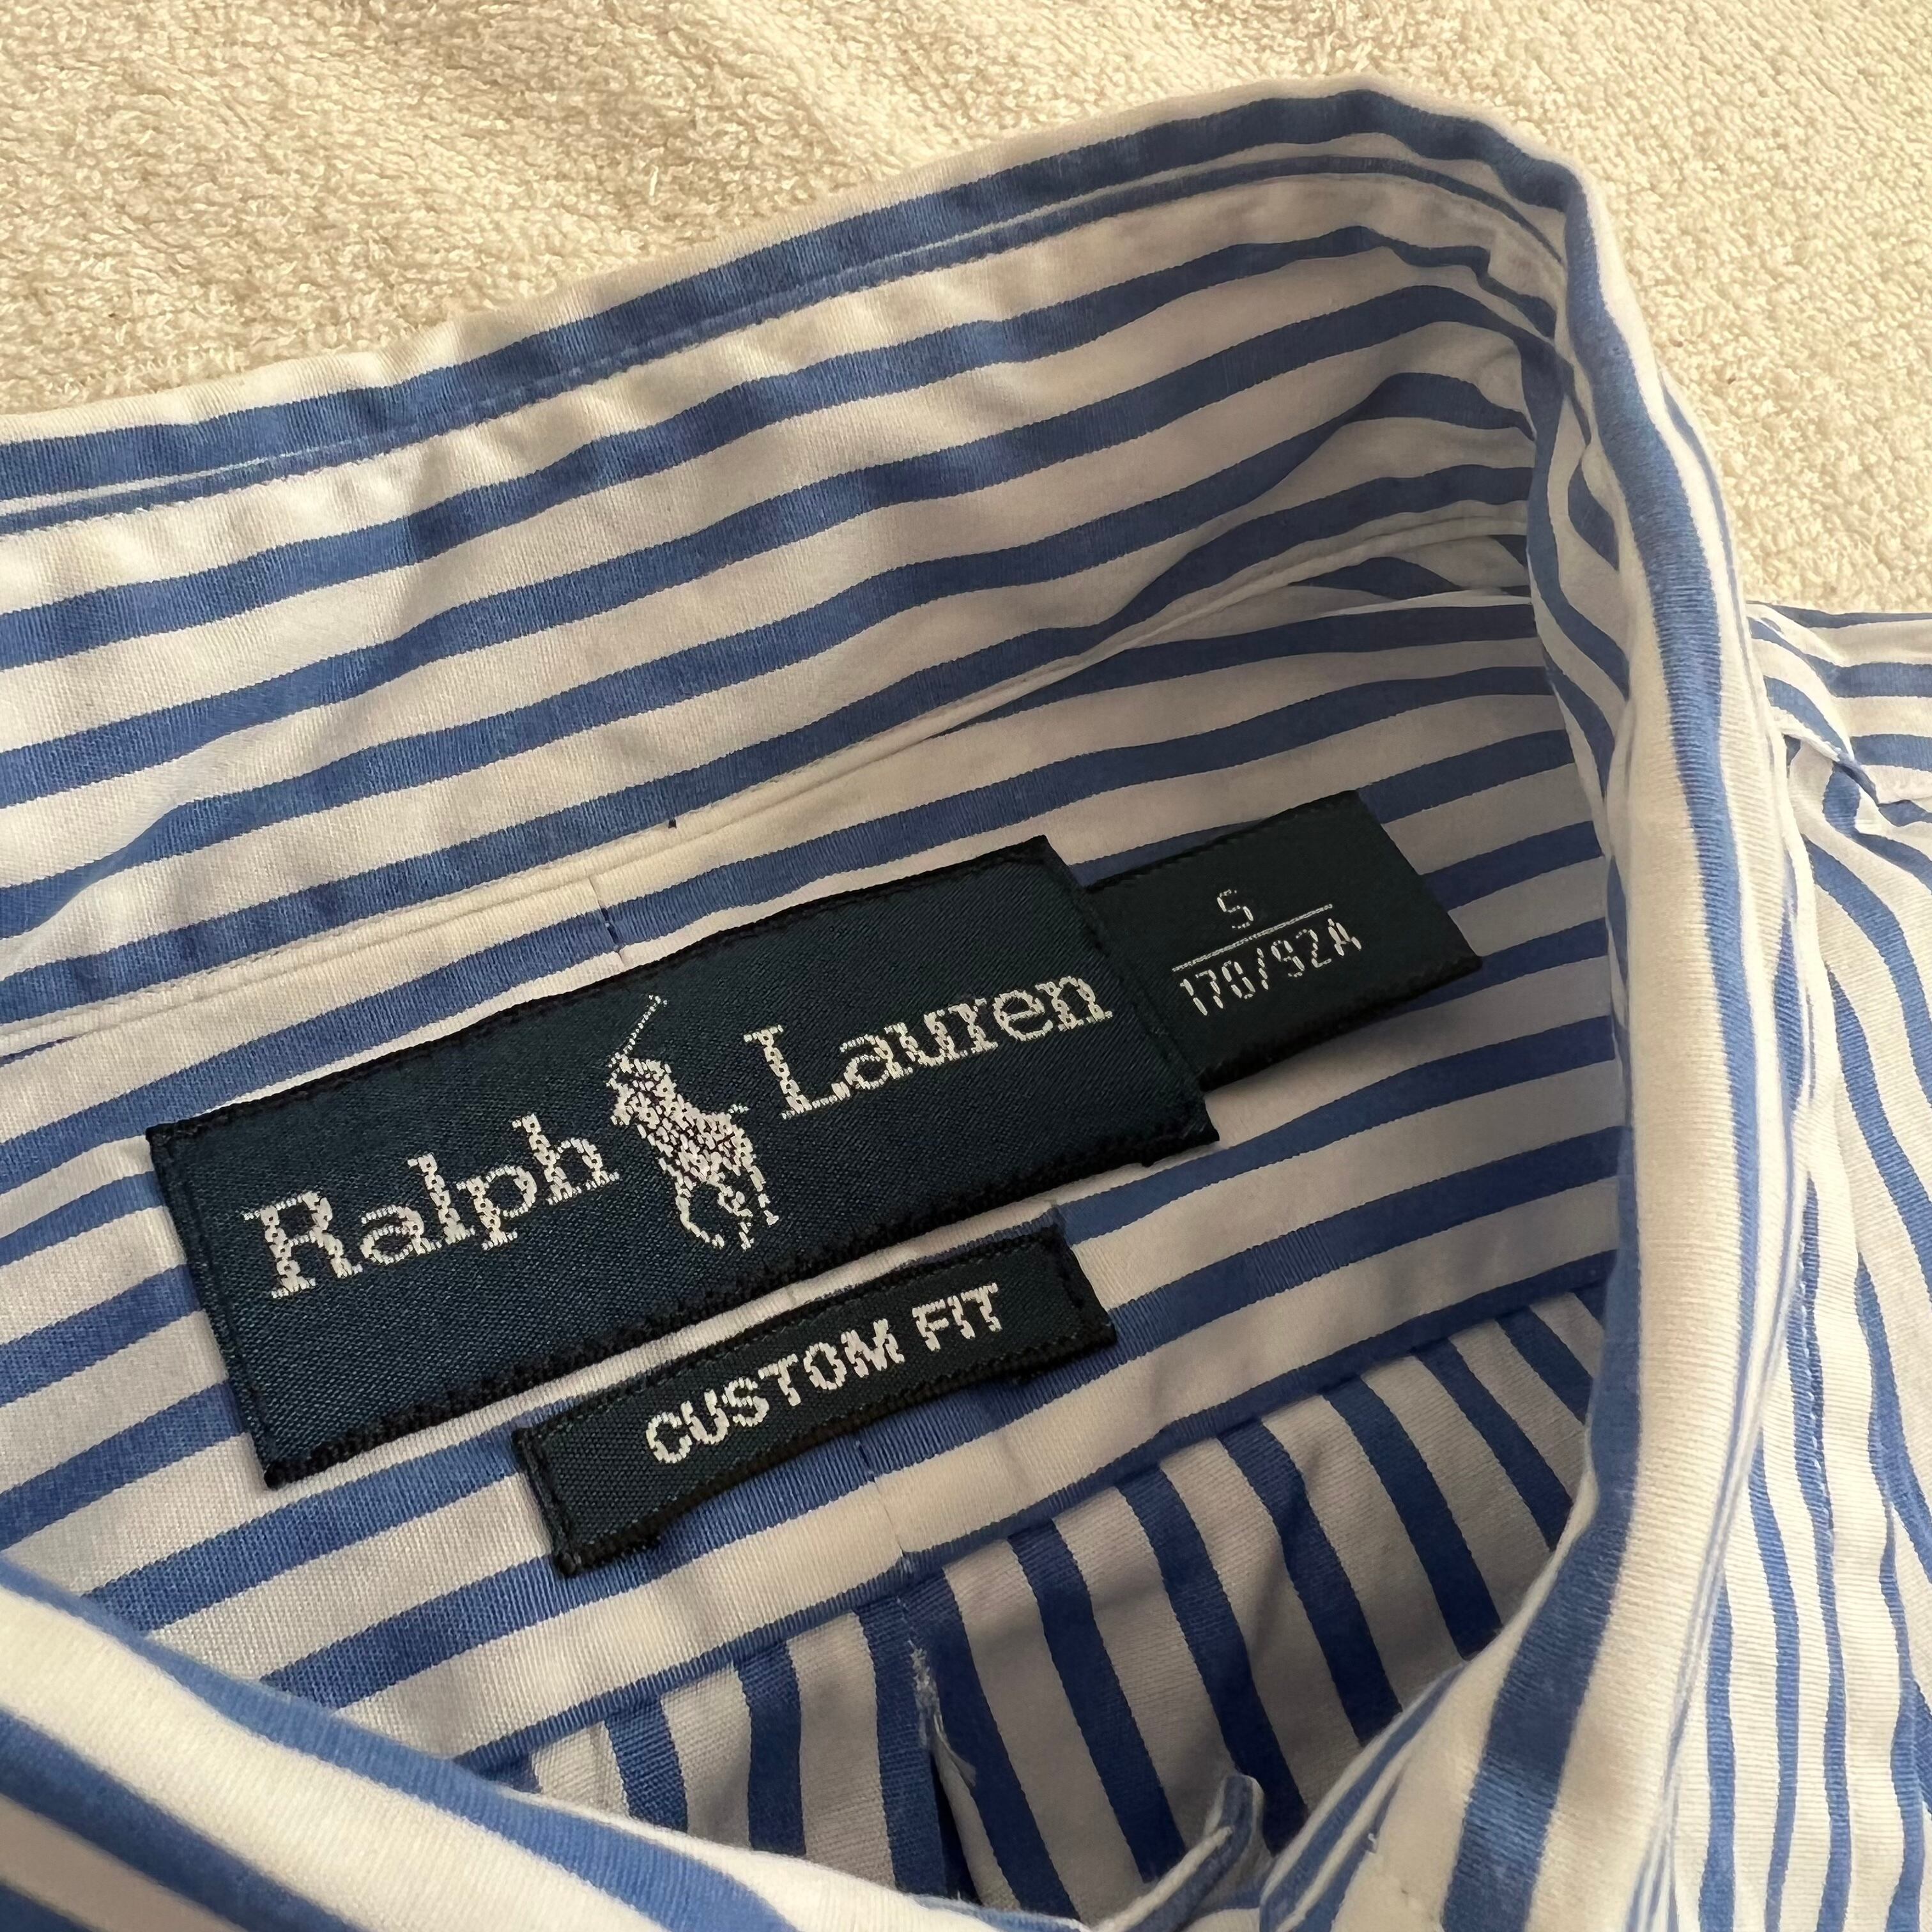 Ralph Lauren
S
170/92A
CUSTOM FIT